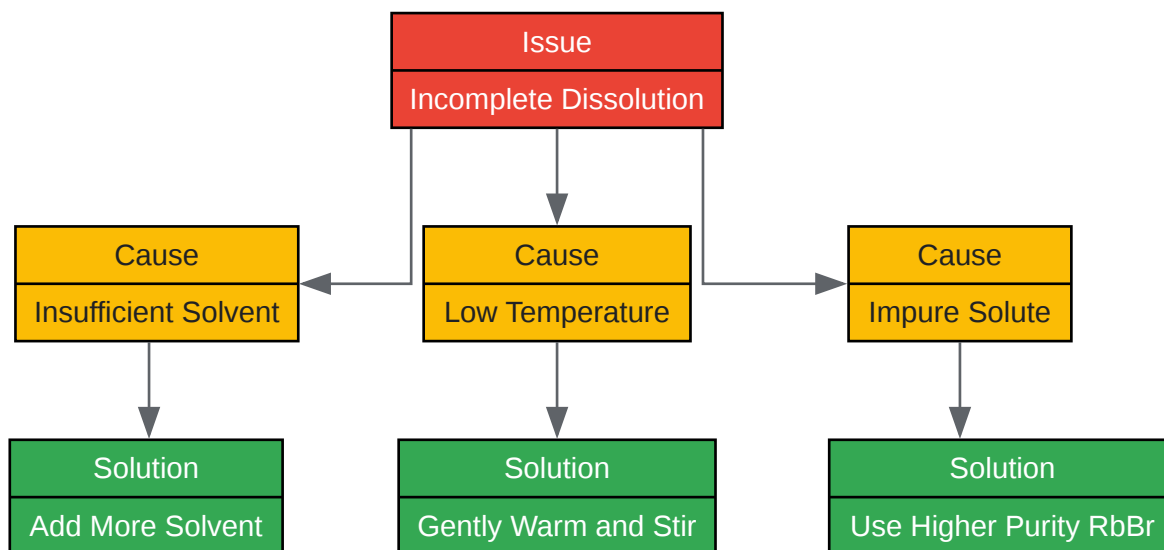 Issue
Incomplete Dissolution
Cause
Insufficient Solvent
Cause
Low Temperature
Cause
Impure Solute
Solution
Add More Solvent
Solution
Gently Warm and Stir
Solution
Use Higher Purity RbBr